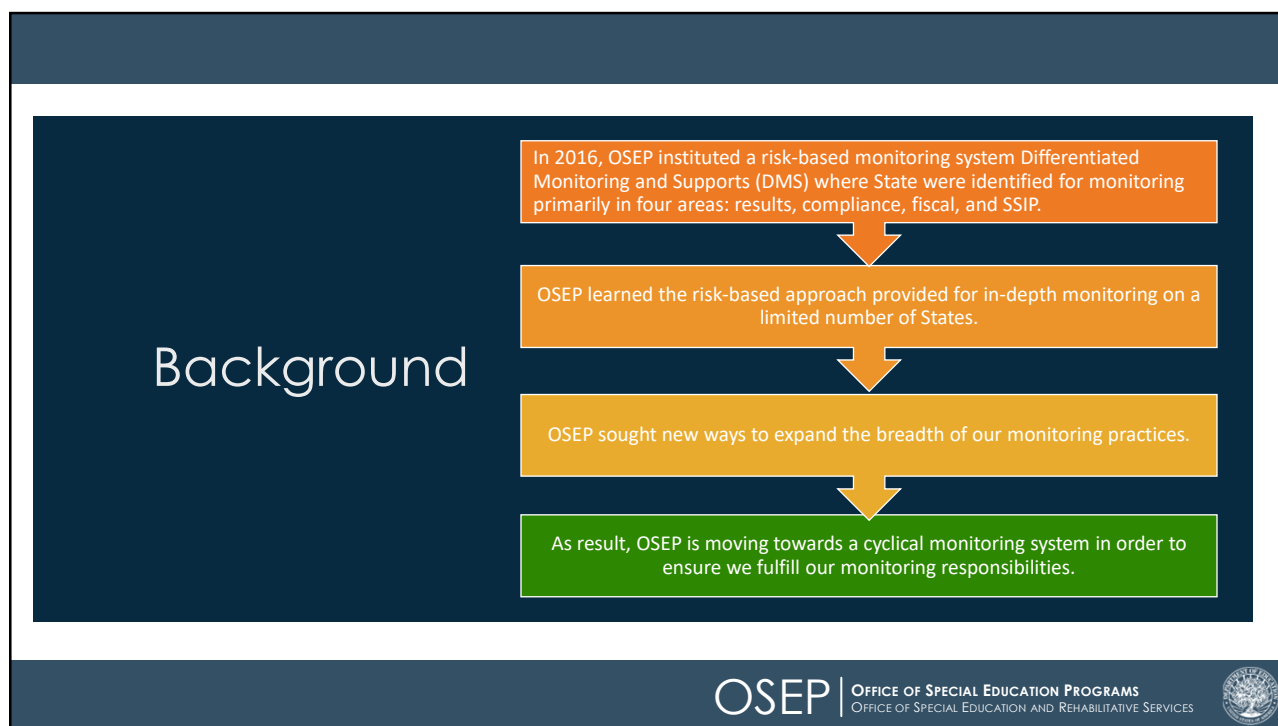 Background
In 2016, OSEP instituted a risk-based monitoring system Differentiated
Monitoring and Supports (DMS) where State were identified for monitoring
primarily in four areas: results, compliance, fiscal, and SSIP.
OSEP learned the risk-based approach provided for in-depth monitoring on a
limited number of States.
OSEP sought new ways to expand the breadth of our monitoring practices.
As result, OSEP is moving towards a cyclical monitoring system in order to
ensure we fulfill our monitoring responsibilities.
OSEP
OFFICE OF SPECIAL EDUCATION PROGRAMS
OFFICE OF SPECIAL EDUCATION AND REHABILITATIVE SERVICES